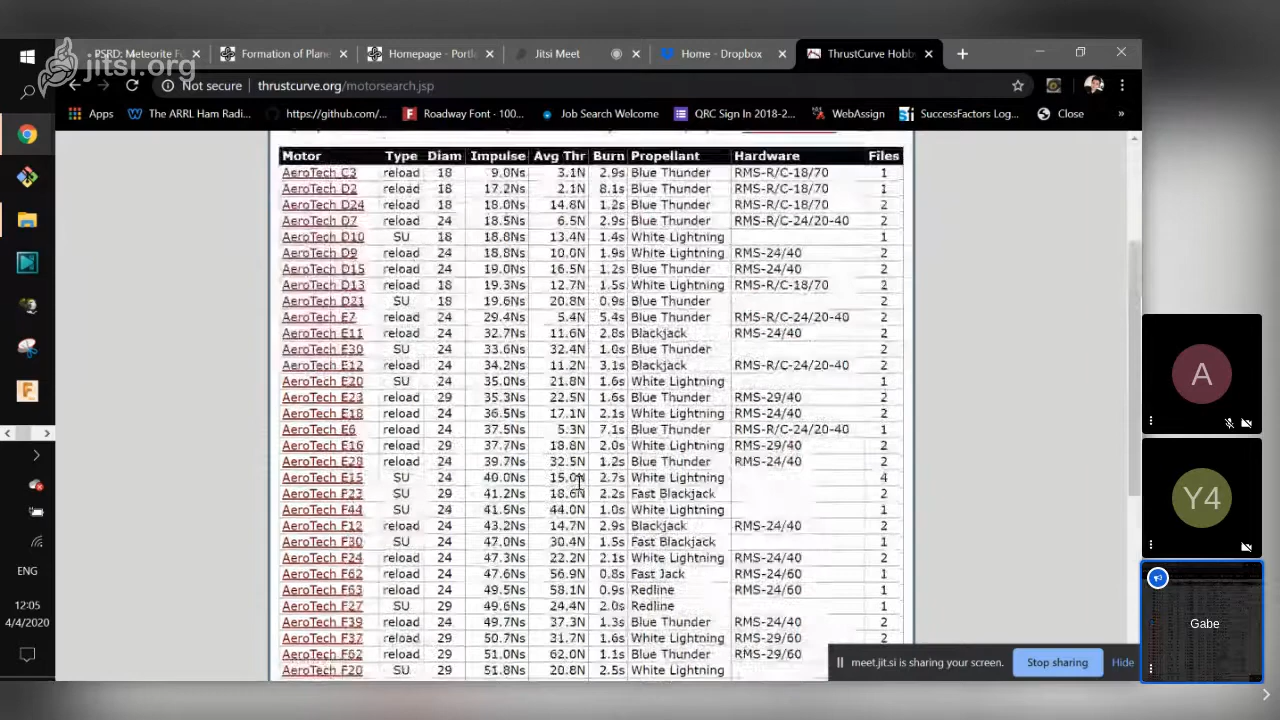 PSRD: Meteorite
Formation of Plane
Homepage - Portla
Jitsi Meet
Home - Dropbox
ThrustCurve Hobby
jitsi.org
Not secure thrustcurve.org/motorsearch.jsp
Apps The ARRL Ham Radi... https://github.com/... Roadway Font · 100... Job Search Welcome QRC Sign In 2018-2... WebAssign SuccessFactors Log... Close »
Motor Type Diam Impulse Avg Thr Burn Propellant Hardware Files
AeroTech C3 reload 18 9.0Ns 3.1N 2.9s Blue Thunder RMS-R/C-18/70 1
AeroTech D2 reload 18 17.2Ns 2.1N 8.1s Blue Thunder RMS-R/C-18/70 1
AeroTech D24 reload 18 18.0Ns 14.8N 1.2s Blue Thunder RMS-R/C-18/70 2
AeroTech D7 reload 24 18.5Ns 6.5N 2.9s Blue Thunder RMS-R/C-24/20-40 2
AeroTech D10 SU 18 18.8Ns 13.4N 1.4s White Lightning 1
AeroTech D9 reload 24 18.8Ns 10.0N 1.9s White Lightning RMS-24/40 2
AeroTech D15 reload 24 19.0Ns 16.5N 1.2s Blue Thunder RMS-24/40 2
AeroTech D13 reload 18 19.3Ns 12.7N 1.5s White Lightning RMS-R/C-18/70 2
AeroTech D21 SU 18 19.6Ns 20.8N 0.9s Blue Thunder 2
AeroTech E7 reload 24 29.4Ns 5.4N 5.4s Blue Thunder RMS-R/C-24/20-40 2
AeroTech E11 reload 24 32.7Ns 11.6N 2.8s Blackjack RMS-24/40 2
AeroTech E30 SU 24 33.6Ns 32.4N 1.0s Blue Thunder 2
AeroTech E12 reload 24 34.2Ns 11.2N 3.1s Blackjack RMS-R/C-24/20-40 2
AeroTech E20 SU 24 35.0Ns 21.8N 1.6s White Lightning 1
AeroTech E23 reload 29 35.3Ns 22.5N 1.6s Blue Thunder RMS-29/40 2
AeroTech E18 reload 24 36.5Ns 17.1N 2.1s White Lightning RMS-24/40 2
AeroTech E6 reload 24 37.5Ns 5.3N 7.1s Blue Thunder RMS-R/C-24/20-40 1
AeroTech E16 reload 29 37.7Ns 18.8N 2.0s White Lightning RMS-29/40 2
AeroTech E28 reload 24 39.7Ns 32.5N 1.2s Blue Thunder RMS-24/40 2
AeroTech E15 SU 24 40.0Ns 15.0N 2.7s White Lightning 4
AeroTech F23 SU 29 41.2Ns 18.6N 2.2s Fast Blackjack 2
AeroTech F44 SU 24 41.5Ns 44.0N 1.0s White Lightning 1
AeroTech F12 reload 24 43.2Ns 14.7N 2.9s Blackjack RMS-24/40 2
AeroTech F30 SU 24 47.0Ns 30.4N 1.5s Fast Blackjack 1
AeroTech F24 reload 24 47.3Ns 22.2N 2.1s White Lightning RMS-24/40 2
AeroTech F62 reload 24 47.6Ns 56.9N 0.8s Fast Jack RMS-24/60 1
AeroTech F63 reload 24 49.5Ns 58.1N 0.9s Redline RMS-24/60 1
AeroTech F27 SU 29 49.6Ns 24.4N 2.0s Redline 1
AeroTech F39 reload 24 49.7Ns 37.3N 1.3s Blue Thunder RMS-24/40 2
AeroTech F37 reload 29 50.7Ns 31.7N 1.6s White Lightning RMS-29/60 2
AeroTech F62 reload 29 51.0Ns 62.0N 1.1s Blue Thunder RMS-29/60 2
AeroTech F20 SU 29 51.8Ns 20.8N 2.5s White Lightning
meet.jit.si is sharing your screen. Stop sharing Hide
ENG
12:05
4/4/2020
A
Y4
Gabe